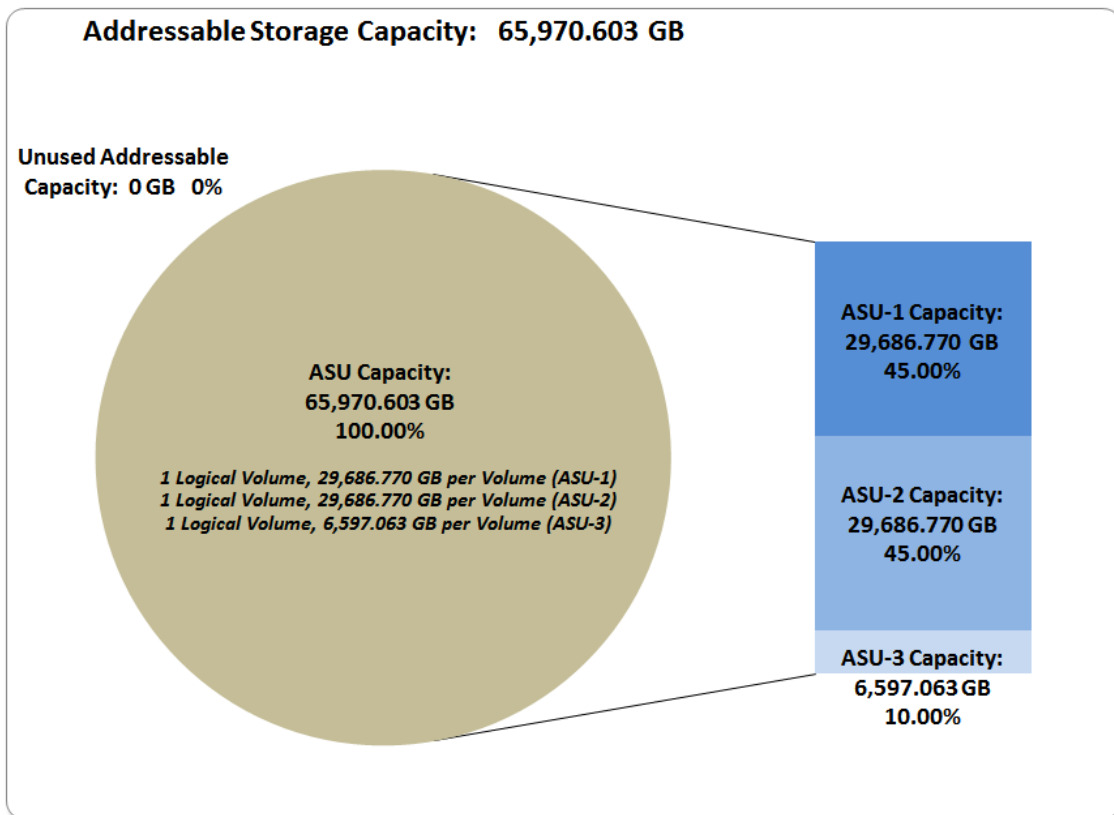 Addressable Storage Capacity: 65,970.603 GB
Unused Addressable
Capacity: 0 GB 0%
ASU Capacity:
65,970.603 GB
100.00%
1 Logical Volume, 29,686.770 GB per Volume (ASU-1)
1 Logical Volume, 29,686.770 GB per Volume (ASU-2)
1 Logical Volume, 6,597.063 GB per Volume (ASU-3)
ASU-1 Capacity:
29,686.770 GB
45.00%
ASU-2 Capacity:
29,686.770 GB
45.00%
ASU-3 Capacity:
6,597.063 GB
10.00%